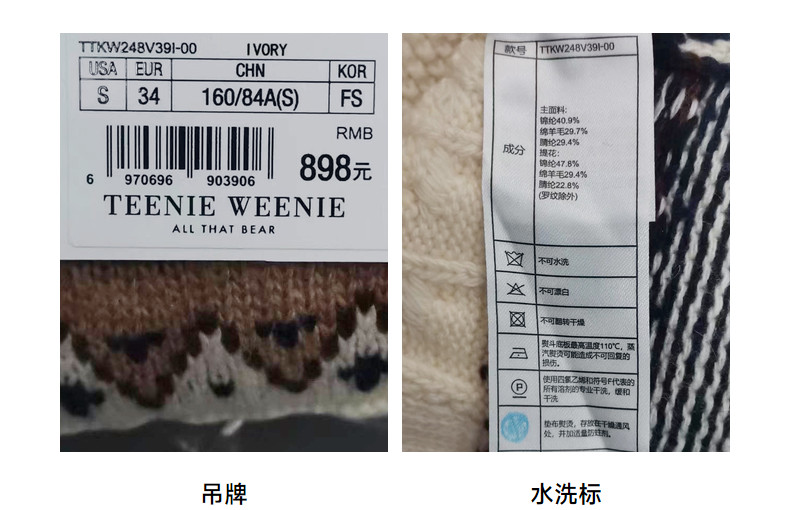 TTKW248V39I-00 IVORY
USA EUR CHN KOR
S 34 160/84A(S) FS
RMB
898元
6 970696 903906
TEENIE WEENIE
ALL THAT BEAR
款号 TTKW248V39I-00
成分
主面料:
锦纶40.9%
绵羊毛29.7%
腈纶29.4%
提花:
锦纶47.8%
绵羊毛29.4%
腈纶22.8%
(罗纹除外)
不可水洗
不可漂白
不可翻转干燥
熨斗底板最高温度110℃，蒸
汽熨烫可能造成不可回复的
损伤。
P
使用四氯乙烯和符号F代表的
所有溶剂的专业干洗，缓和
干洗
垫布熨烫，存放在干燥通风
处，并加适量防蛀剂。
吊牌
水洗标